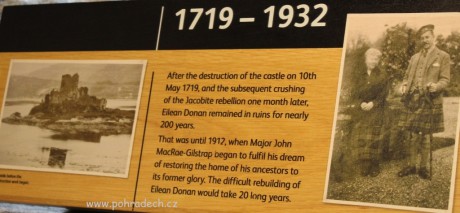 1719 – 1932
After the destruction of the castle on 10th
May 1719, and the subsequent crushing
of the Jacobite rebellion one month later,
Eilean Donan remained in ruins for nearly
200 years.
That was until 1912, when Major John
MacRae-Gilstrap began to fulfil his dream
of restoring the home of his ancestors to
its former glory. The difficult rebuilding of
Eilean Donan would take 20 long years.
www.pohradech.cz